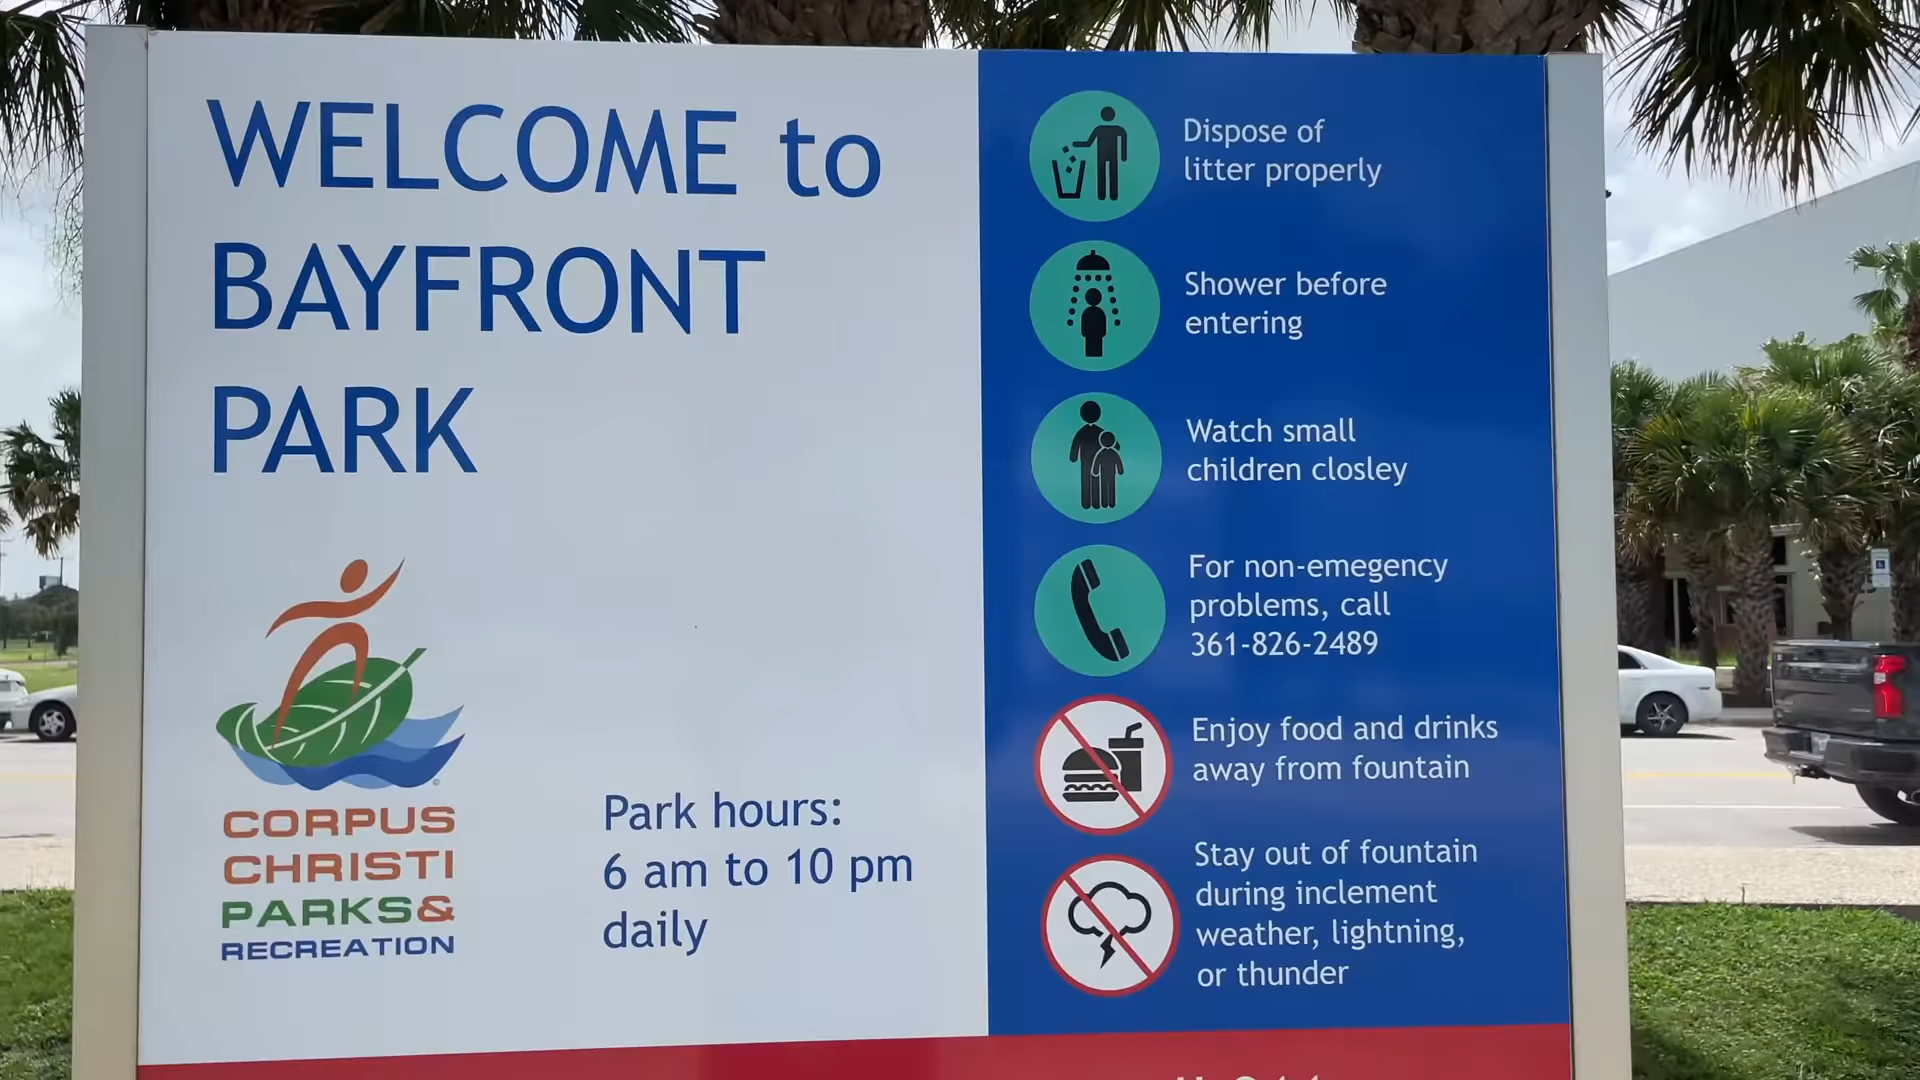 WELCOME to
BAYFRONT
PARK
CORPUS
CHRISTI
PARKS&
RECREATION
Park hours:
6 am to 10 pm
daily
Dispose of
litter properly
Shower before
entering
Watch small
children closley
For non-emegency
problems, call
361-826-2489
Enjoy food and drinks
away from fountain
Stay out of fountain
during inclement
weather, lightning,
or thunder